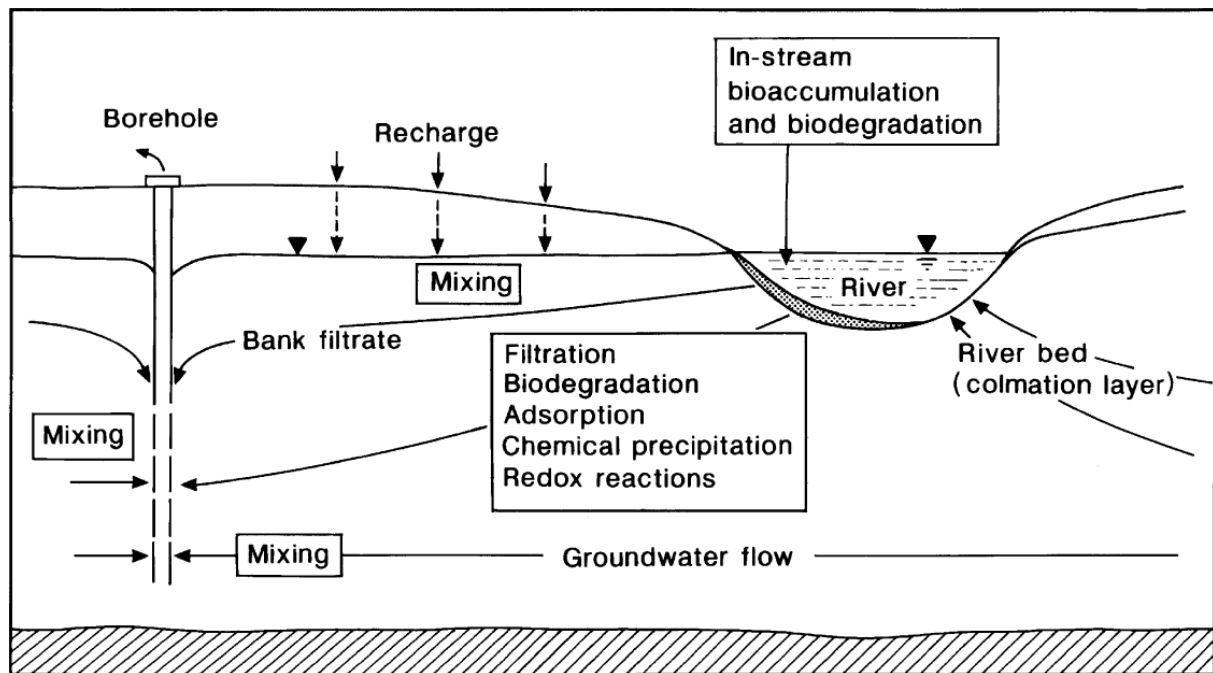 In-stream
bioaccumulation
and biodegradation
Borehole
Recharge
Mixing
River
Bank filtrate
Filtration
Biodegradation
Adsorption
Chemical precipitation
Redox reactions
River bed
(colmation layer)
Mixing
Mixing
Groundwater flow